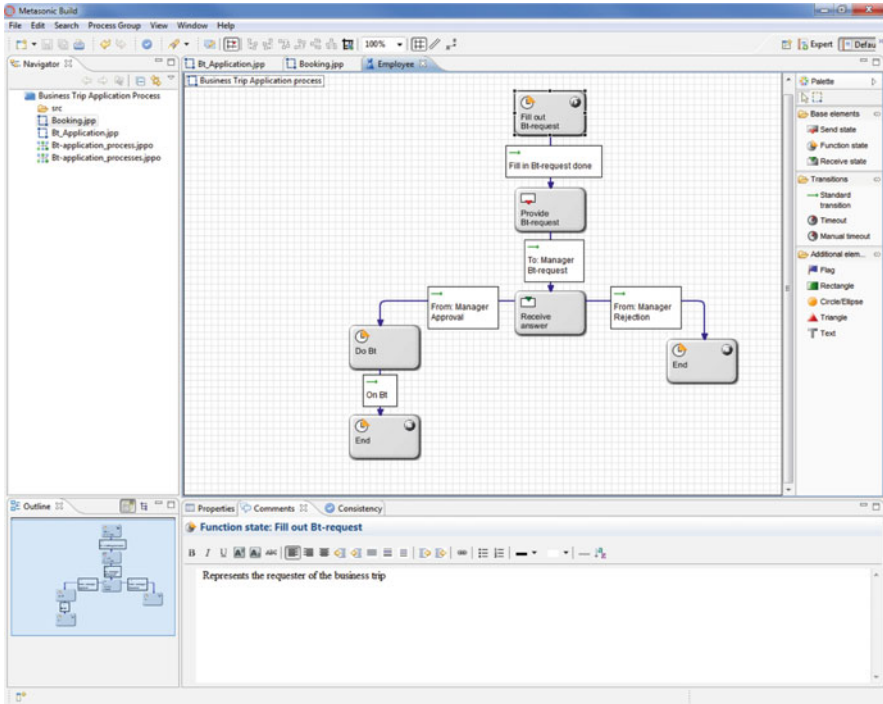 Metasonic Build
File Edit Search Process Group View Window Help
100%
Expert Defau
Navigator
Bt_Application.jpp Booking.jpp Employee
Business Trip Application Process
src
Booking.jpp
Bt_Application.jpp
Bt-application_process.jppo
Bt-application_processes.jppo
Business Trip Application process
Fill out
Bt-request
Fill in Bt-request done
Provide
Bt-request
To: Manager
Bt-request
From: Manager
Approval
Receive
answer
From: Manager
Rejection
Do Bt
End
On Bt
End
Palette
Base elements
Send state
Function state
Receive state
Transitions
Standard
transition
Timeout
Manual timeout
Additional elem...
Flag
Rectangle
Circle/Ellipse
Triangle
Text
Outline
Properties Comments Consistency
Function state: Fill out Bt-request
B I U
Represents the requester of the business trip